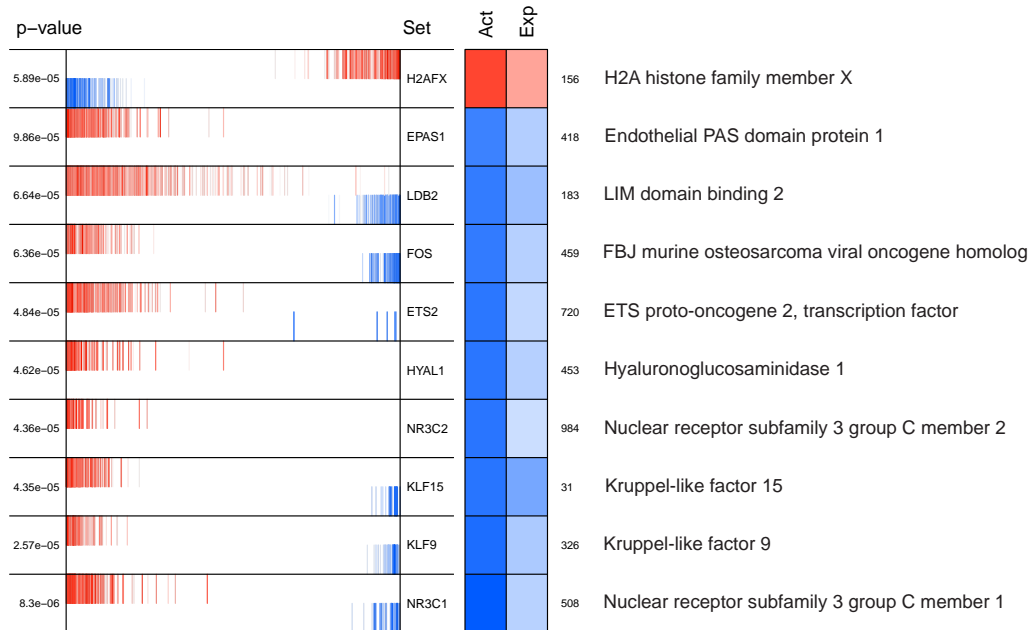 p−value Set Act Exp
5.89e−05 H2AFX 156 H2A histone family member X
9.86e−05 EPAS1 418 Endothelial PAS domain protein 1
6.64e−05 LDB2 183 LIM domain binding 2
6.36e−05 FOS 459 FBJ murine osteosarcoma viral oncogene homolog
4.84e−05 ETS2 720 ETS proto-oncogene 2, transcription factor
4.62e−05 HYAL1 453 Hyaluronoglucosaminidase 1
4.36e−05 NR3C2 984 Nuclear receptor subfamily 3 group C member 2
4.35e−05 KLF15 31 Kruppel-like factor 15
2.57e−05 KLF9 326 Kruppel-like factor 9
8.3e−06 NR3C1 508 Nuclear receptor subfamily 3 group C member 1